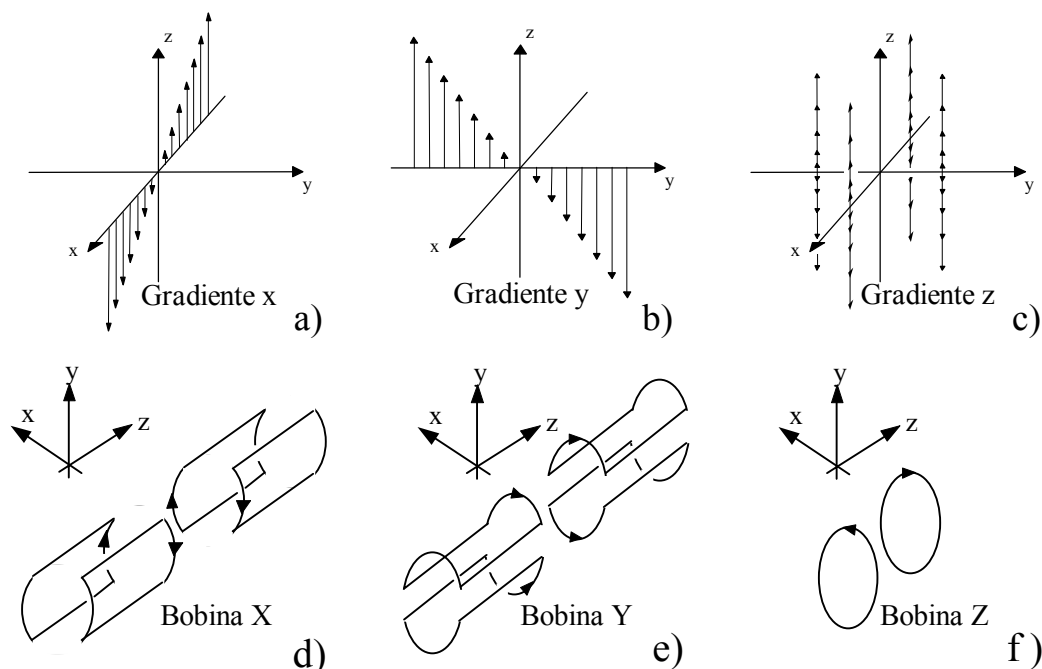 z
y
x
Gradiente x
a)
z
y
x
Gradiente y
b)
z
y
x
Gradiente z
c)
y
x
z
Bobina X
d)
y
x
z
Bobina Y
e)
y
x
z
Bobina Z
f )